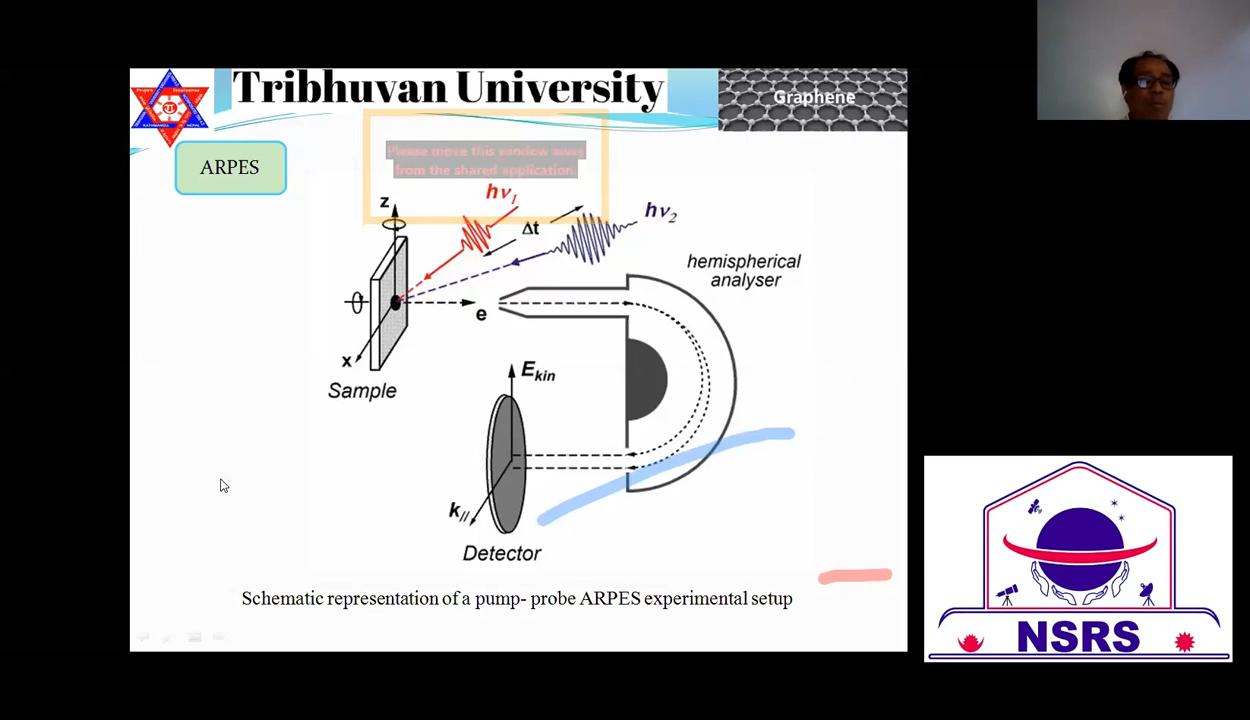 Tribhuvan University
Graphene
Please move this window away
from the shared application.
ARPES
z
hν1
Δt
hν2
hemispherical
analyser
e
x
Sample
Ekin
k//
Detector
Schematic representation of a pump- probe ARPES experimental setup
NSRS